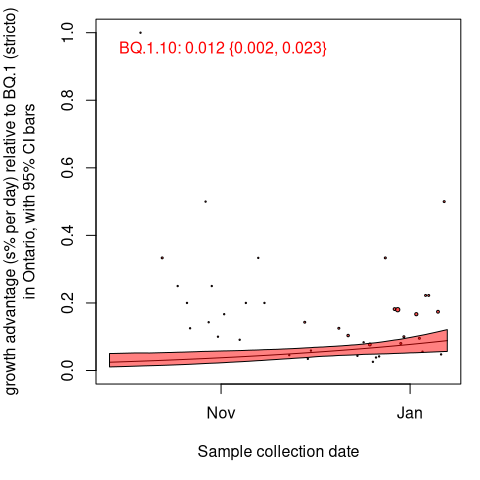 growth advantage (s% per day) relative to BQ.1 (stricto)
in Ontario, with 95% CI bars
BQ.1.10: 0.012 {0.002, 0.023}
1.0
0.8
0.6
0.4
0.2
0.0
Nov
Jan
Sample collection date